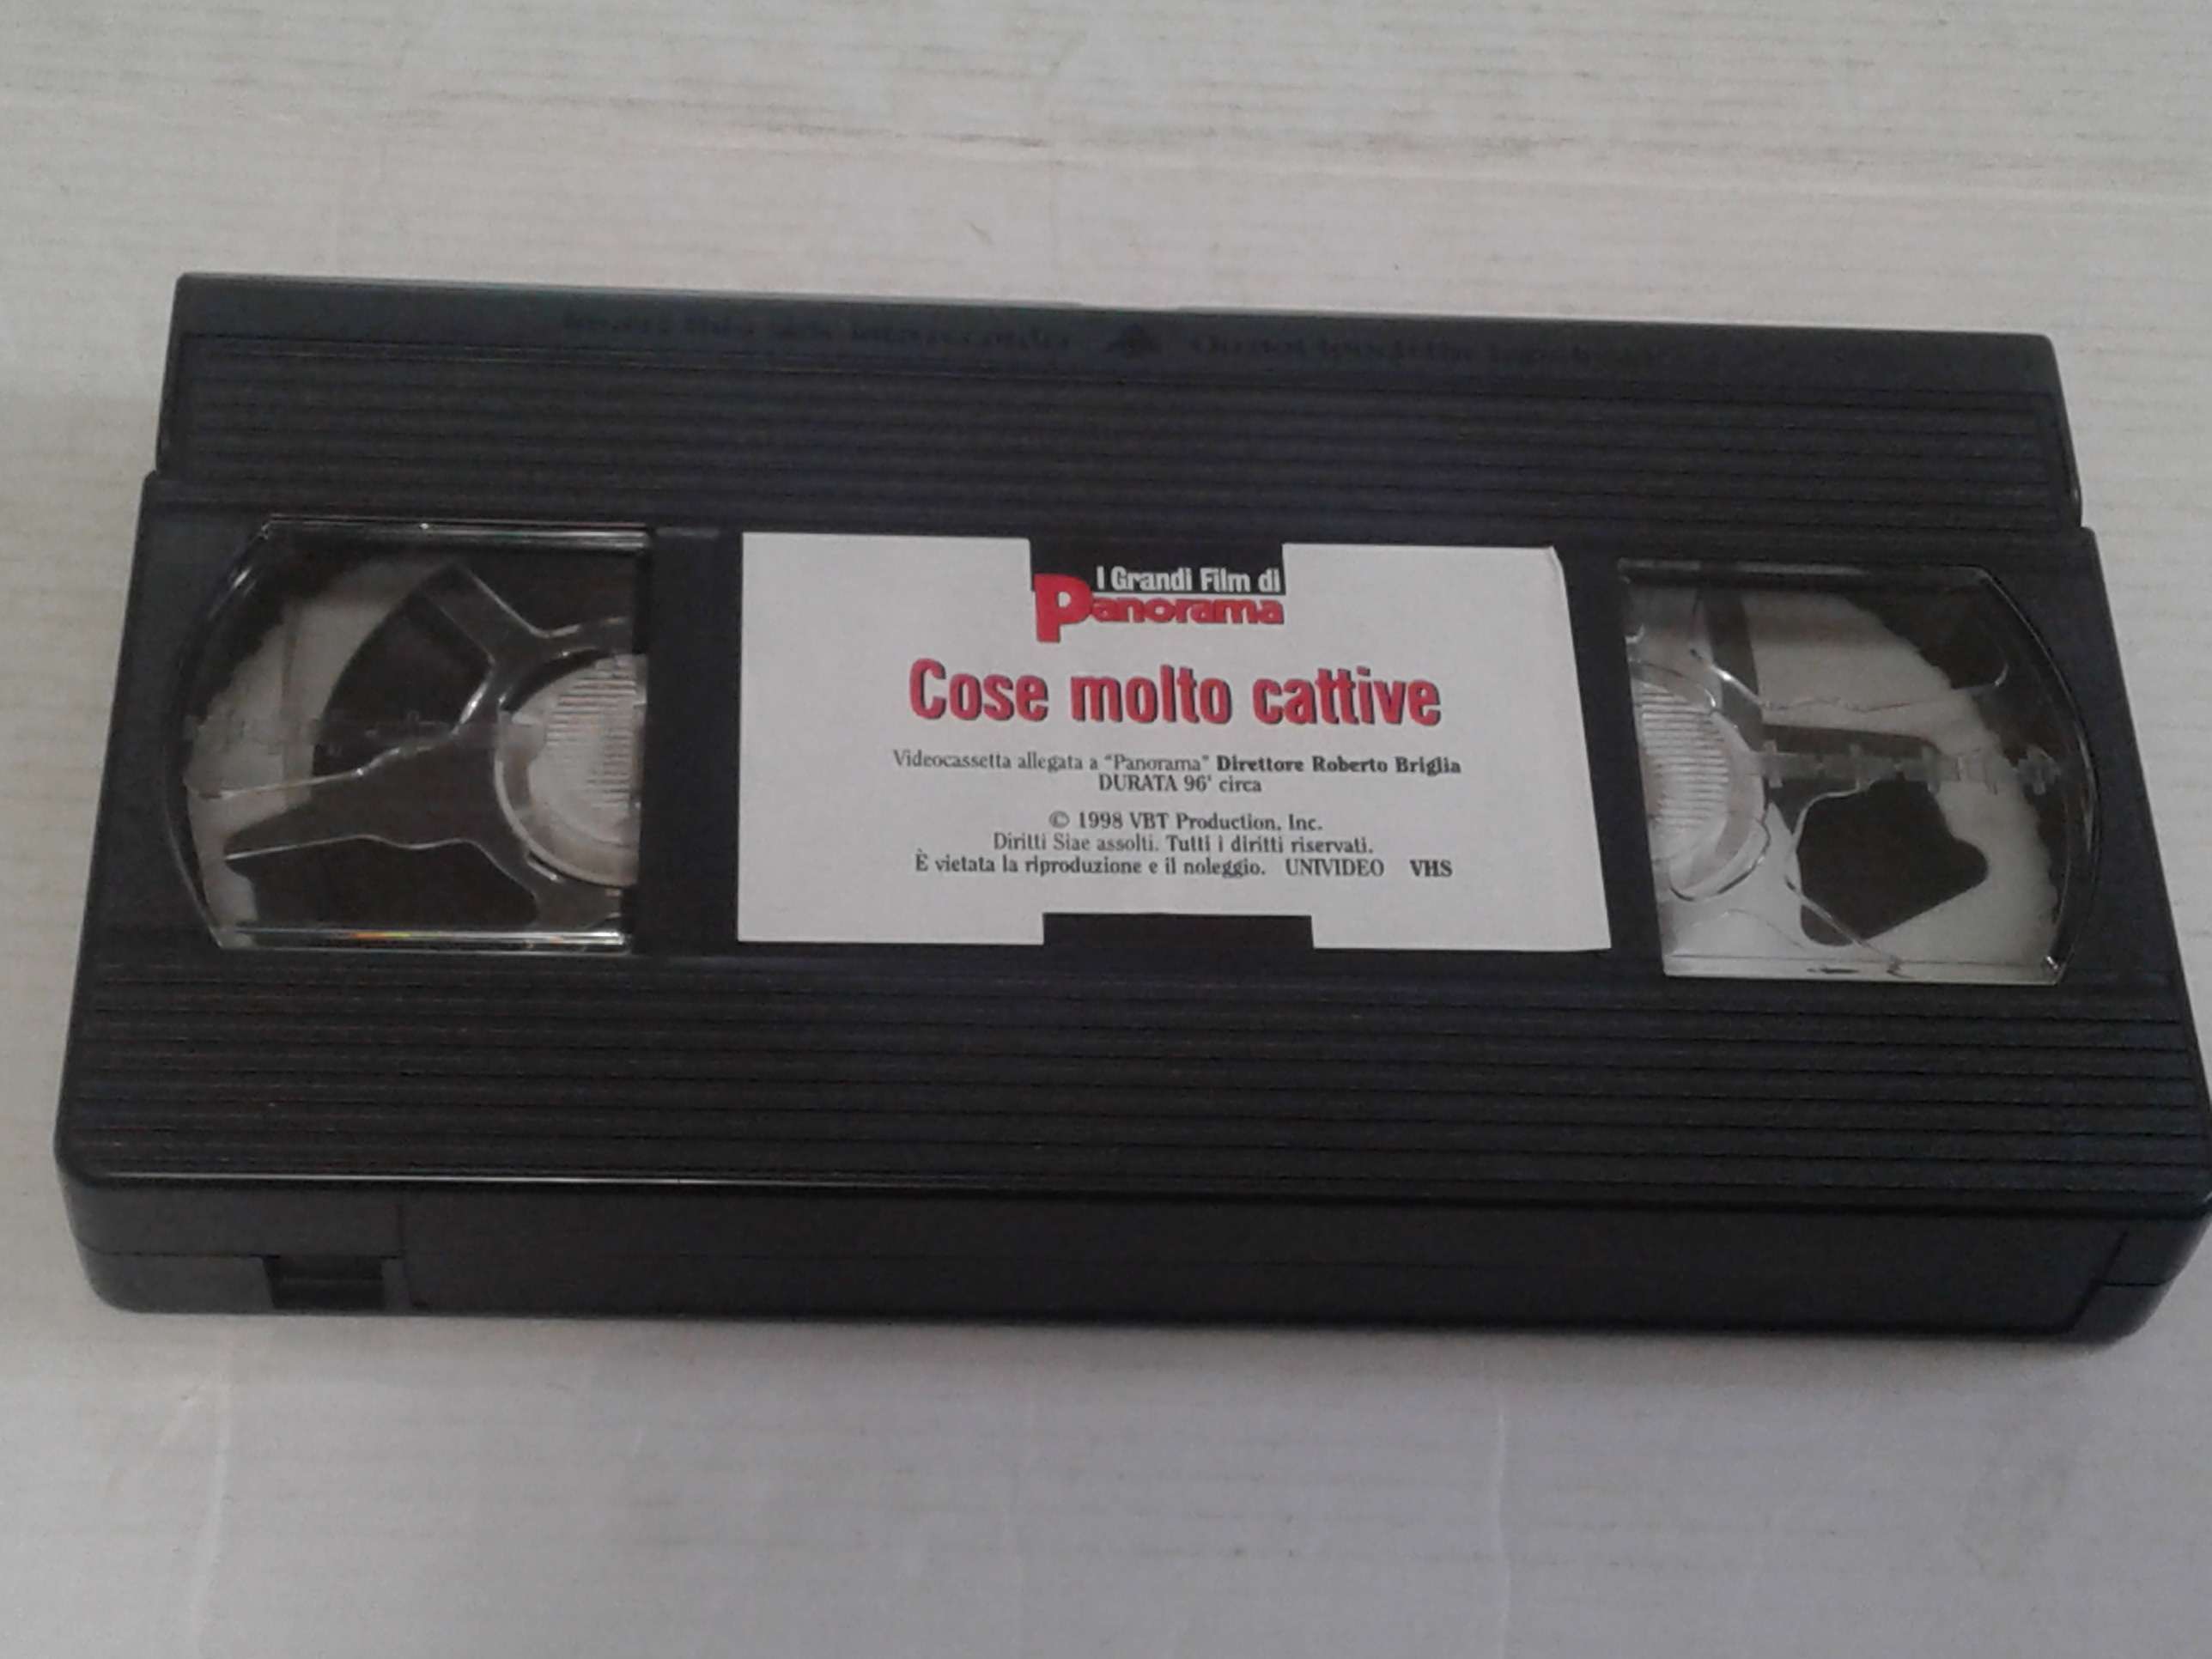 I Grandi Film di
Panorama
Cose molto cattive
Videocassetta allegata a "Panorama" Direttore Roberto Briglia
DURATA 96' circa
© 1998 VBT Production, Inc.
Diritti Siae assolti. Tutti i diritti riservati.
È vietata la riproduzione e il noleggio. UNIVIDEO VHS